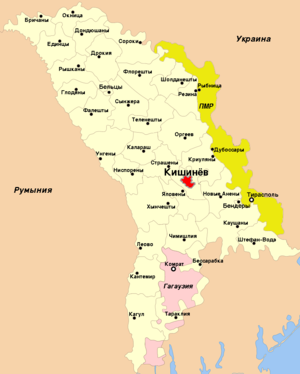 Окница
Бричаны
Дондюшаны
Единцы
Сороки
Украина
Дрокия
Рышканы
Флорешты
Шолданешты
Рыбница
Глодяны
Бельцы
Резина
Сынжера
ПМР
Фалешты
Теленешты
Оргеев
Дубоссары
Унгены
Калараш
Криуляны
Страшены
Ниспорены
Кишинёв
Румыния
Яловены
Новые Анены
Тирасполь
Хынчешты
Бендеры
Каушаны
Чимишлия
Штефан-Водэ
Леово
Комрат
Бессарабка
Кантемир
Гагаузия
Кагул
Тараклия